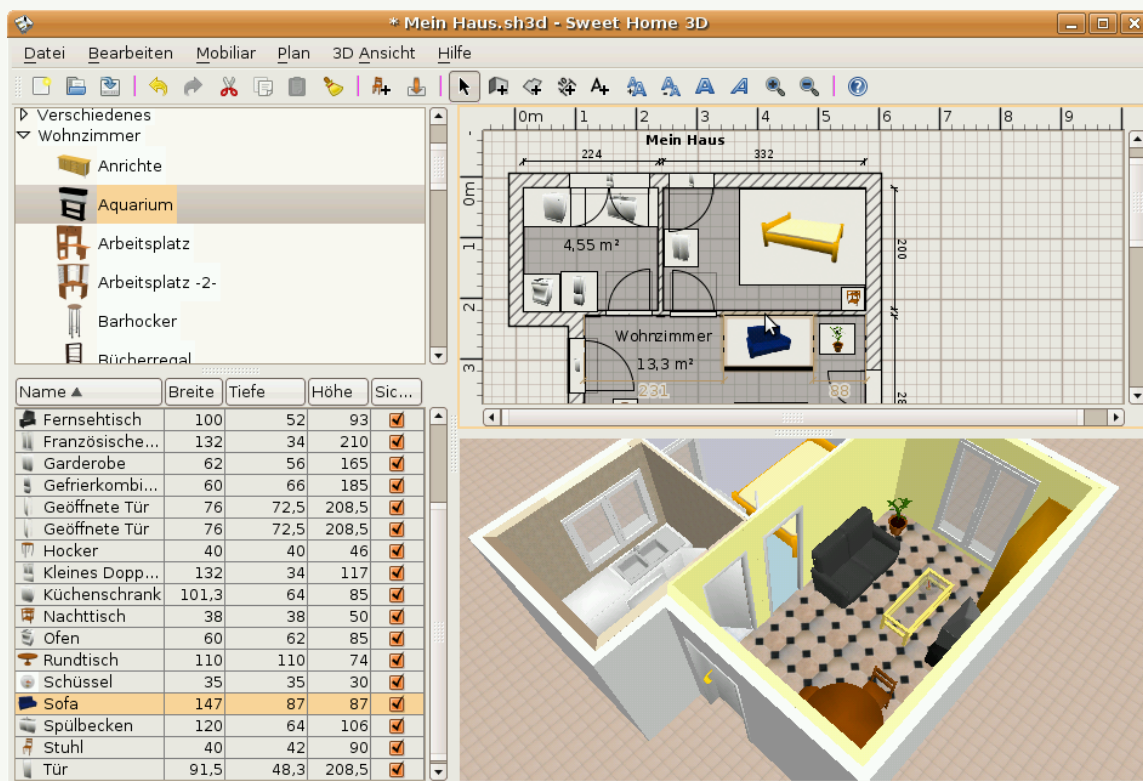 * Mein Haus.sh3d - Sweet Home 3D
Datei Bearbeiten Mobiliar Plan 3D Ansicht Hilfe
Verschiedenes
Wohnzimmer
Anrichte
Aquarium
Arbeitsplatz
Arbeitsplatz -2-
Barhocker
Bücherregal
Name Breite Tiefe Höhe Sic...
Fernsehtisch 100 52 93
Französische... 132 34 210
Garderobe 62 56 165
Gefrierkombi... 60 66 185
Geöffnete Tür 76 72,5 208,5
Geöffnete Tür 76 72,5 208,5
Hocker 40 40 46
Kleines Dopp... 132 34 117
Küchenschrank 101,3 64 85
Nachttisch 38 38 50
Ofen 60 62 85
Rundtisch 110 110 74
Schüssel 35 35 30
Sofa 147 87 87
Spülbecken 120 64 106
Stuhl 40 42 90
Tür 91,5 48,3 208,5
0m 1 2 3 4 5 6 7 8 9
Mein Haus
224 332
0m
1
2
3
4,55 m²
200
Wohnzimmer
13,3 m²
231 88